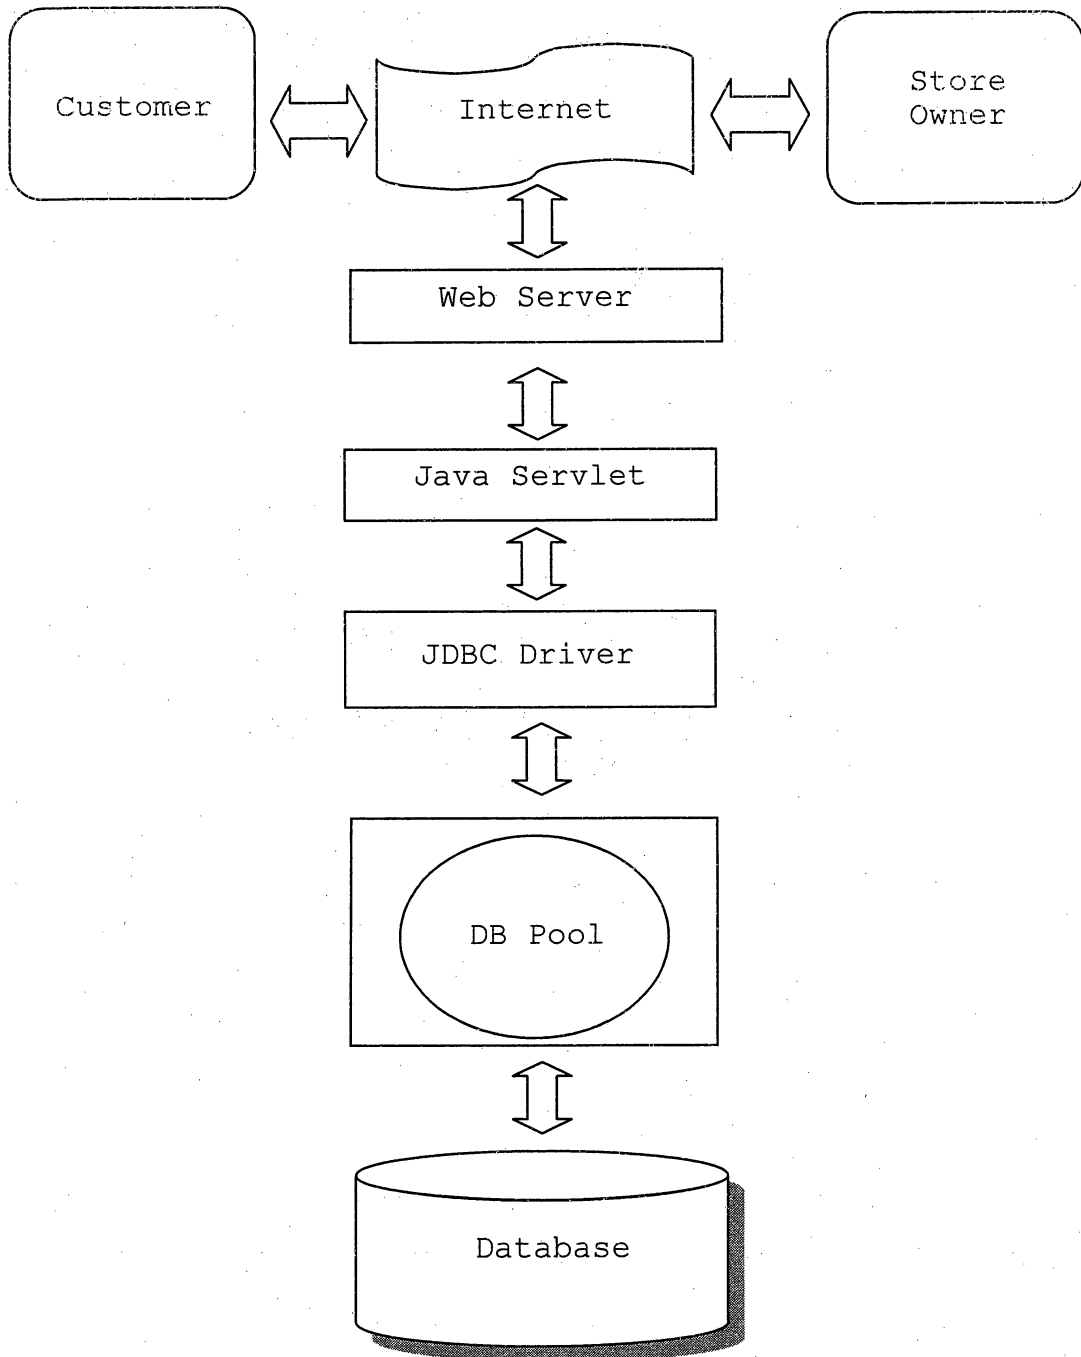 Customer
Internet
Store
Owner
Web Server
Java Servlet
JDBC Driver
DB Pool
Database